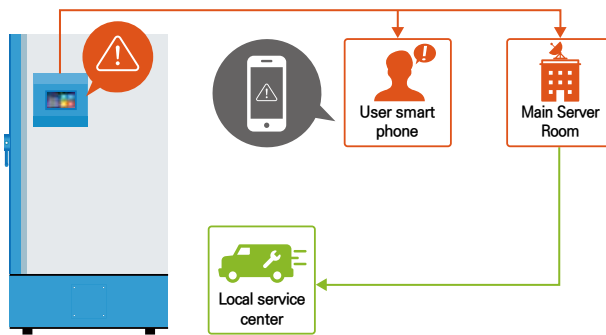 User smart
phone
Main Server
Room
Local service
center